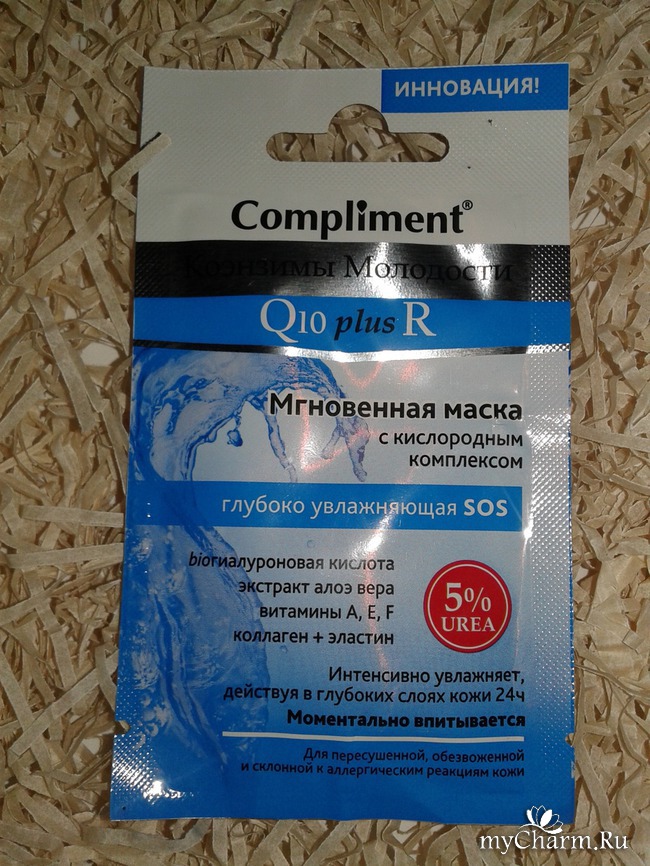 ИННОВАЦИЯ!
Compliment®
Коэнзимы Молодости
Q10 plus R
Мгновенная маска
с кислородным
комплексом
глубоко увлажняющая SOS
bioгиалуроновая кислота
экстракт алоэ вера
витамины A, E, F
коллаген + эластин
5%
UREA
Интенсивно увлажняет,
действуя в глубоких слоях кожи 24ч
Моментально впитывается
Для пересушенной, обезвоженной
и склонной к аллергическим реакциям кожи
myCharm.Ru